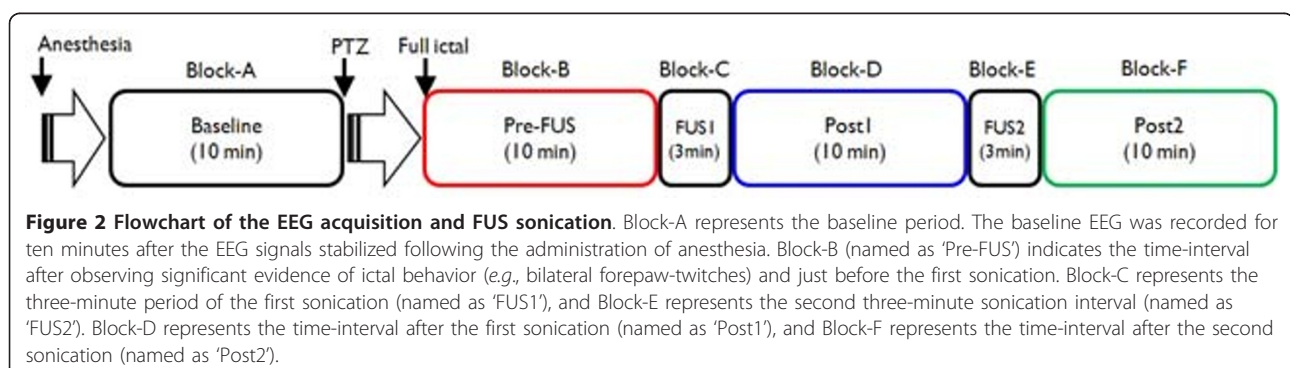 Anesthesia PTZ Full ictal
Block-A Block-B Block-C Block-D Block-E Block-F
Baseline Pre-FUS FUS1 Post1 FUS2 Post2
(10 min) (10 min) (3min) (10 min) (3min) (10 min)
Figure 2 Flowchart of the EEG acquisition and FUS sonication. Block-A represents the baseline period. The baseline EEG was recorded for
ten minutes after the EEG signals stabilized following the administration of anesthesia. Block-B (named as ‘Pre-FUS’) indicates the time-interval
after observing significant evidence of ictal behavior (e.g., bilateral forepaw-twitches) and just before the first sonication. Block-C represents the
three-minute period of the first sonication (named as ‘FUS1’), and Block-E represents the second three-minute sonication interval (named as
‘FUS2’). Block-D represents the time-interval after the first sonication (named as ‘Post1’), and Block-F represents the time-interval after the second
sonication (named as ‘Post2’).